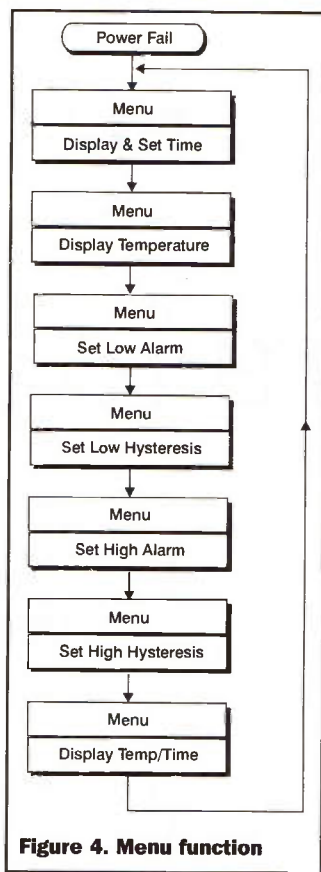 Power Fail
Menu
Display & Set Time
Menu
Display Temperature
Menu
Set Low Alarm
Menu
Set Low Hysteresis
Menu
Set High Alarm
Menu
Set High Hysteresis
Menu
Display Temp/Time
Figure 4. Menu function